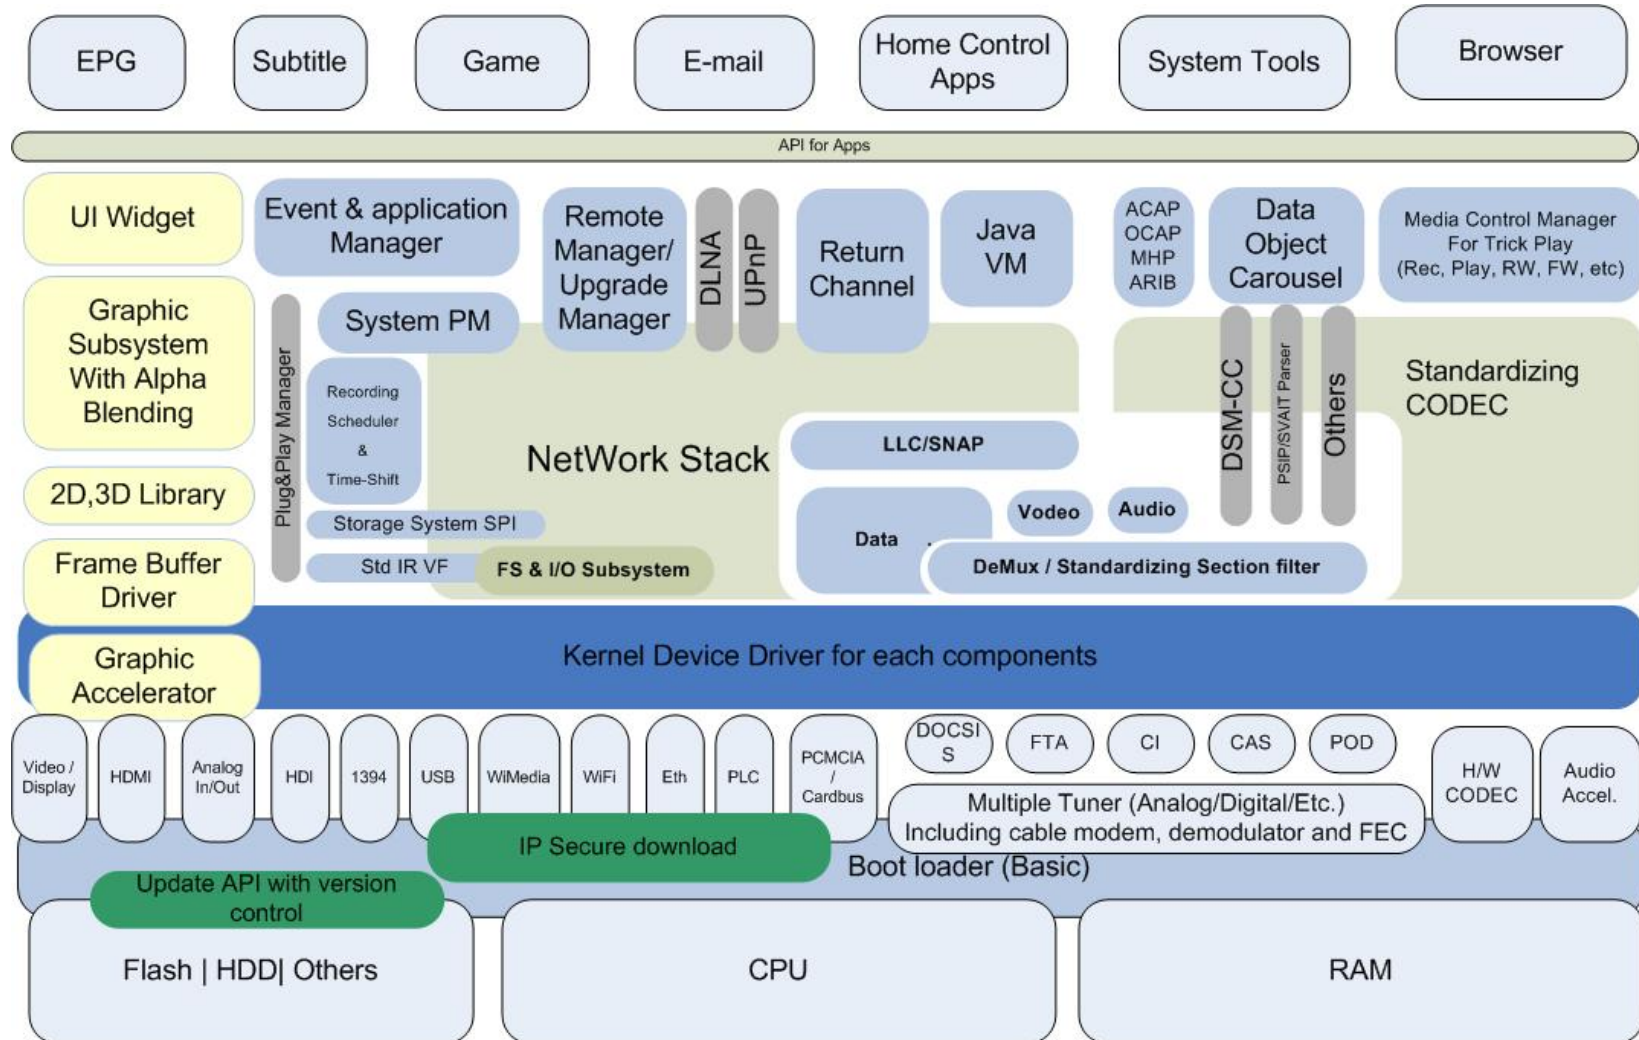 EPG
Subtitle
Game
E-mail
Home Control
Apps
System Tools
Browser
API for Apps
UI Widget
Event & application
Manager
Remote
Manager/
Upgrade
Manager
DLNA
UPnP
Return
Channel
Java
VM
ACAP
OCAP
MHP
ARIB
Data
Object
Carousel
Media Control Manager
For Trick Play
(Rec, Play, RW, FW, etc)
Graphic
Subsystem
With Alpha
Blending
Plug&Play Manager
System PM
Recording
Scheduler
&
Time-Shift
NetWork Stack
LLC/SNAP
DSM-CC
PSIP/SVAIT Parser
Others
Standardizing
CODEC
2D,3D Library
Storage System SPI
Data
.
Vodeo
Audio
Frame Buffer
Driver
Std IR VF
FS & I/O Subsystem
DeMux / Standardizing Section filter
Kernel Device Driver for each components
Graphic
Accelerator
Video /
Display
HDMI
Analog
In/Out
HDI
1394
USB
WiMedia
WiFi
Eth
PLC
PCMCIA
/
Cardbus
DOCSI
S
FTA
CI
CAS
POD
Multiple Tuner (Analog/Digital/Etc.)
Including cable modem, demodulator and FEC
H/W
CODEC
Audio
Accel.
IP Secure download
Boot loader (Basic)
Update API with version
control
Flash | HDD| Others
CPU
RAM